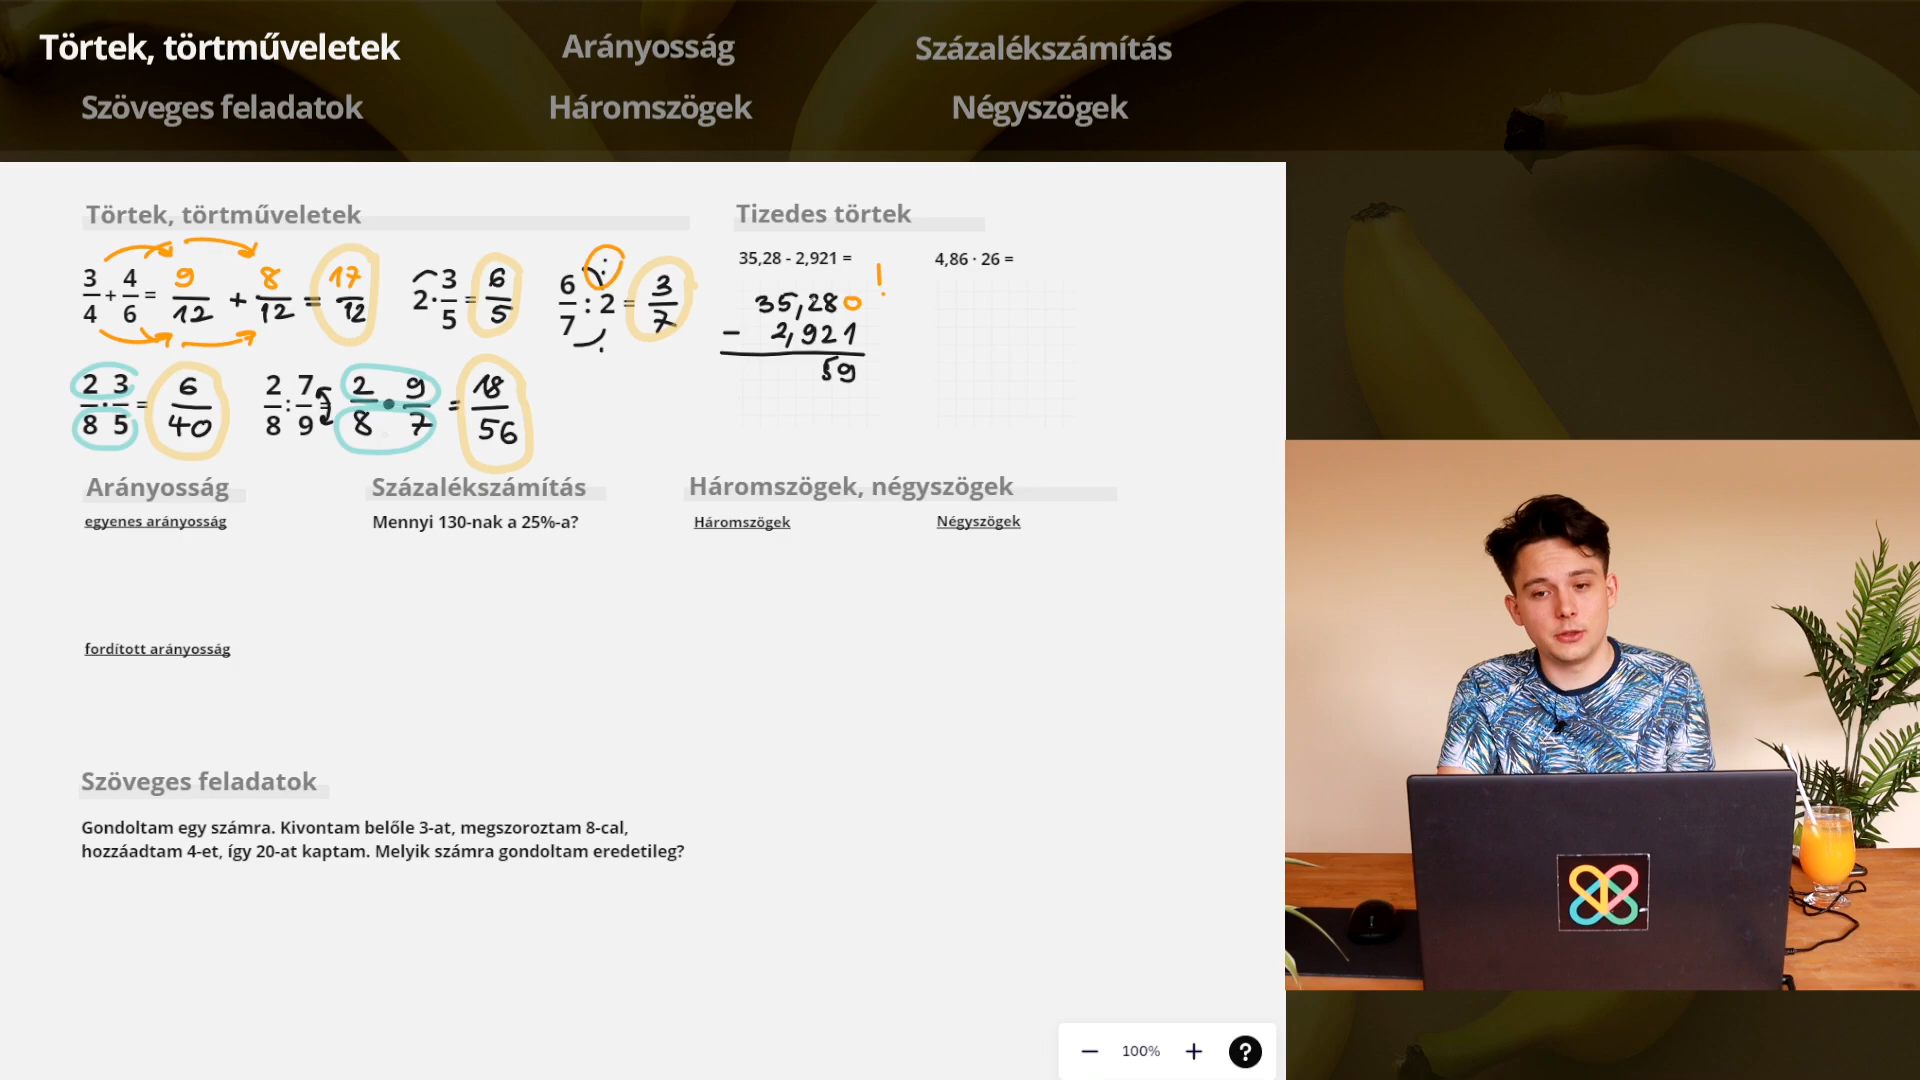 Törtek, törtműveletek Arányosság Százalékszámítás
Szöveges feladatok Háromszögek Négyszögek
Törtek, törtműveletek
3/4 + 4/6 = 9/12 + 8/12 = 17/12
2 · 3/5 = 6/5
6/7 : 2 = 3/7
2/8 · 3/5 = 6/40
2/8 : 7/9 = 2/8 · 9/7 = 18/56
Tizedes törtek
35,28 - 2,921 =
!
35,280
- 2,921
59
4,86 · 26 =
Arányosság
egyenes arányosság
fordított arányosság
Százalékszámítás
Mennyi 130-nak a 25%-a?
Háromszögek, négyszögek
Háromszögek Négyszögek
Szöveges feladatok
Gondoltam egy számra. Kivontam belőle 3-at, megszoroztam 8-cal,
hozzáadtam 4-et, így 20-at kaptam. Melyik számra gondoltam eredetileg?
− 100% + ?